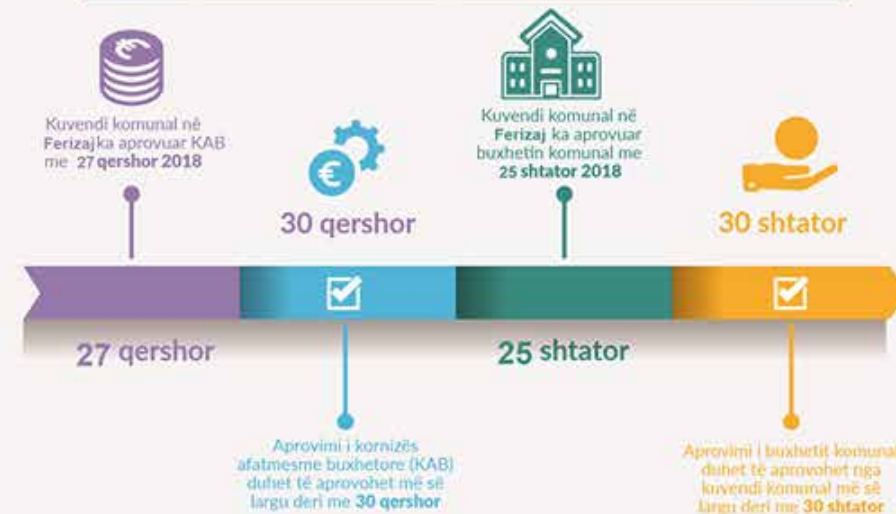 Kuvendi komunal në
Ferizaj ka aprovuar KAB
me 27 qershor 2018
30 qershor
Kuvendi komunal në
Ferizaj ka aprovuar
buxhetin komunal me
25 shtator 2018
30 shtator
27 qershor
25 shtator
Aprovimi i kornizës
afatmesme buxhetore (KAB)
duhet të aprovohet më së
largu deri me 30 qershor
Aprovimi i buxhetit komunal
duhet të aprovohet nga
kuvendi komunal më së
largu deri me 30 shtator